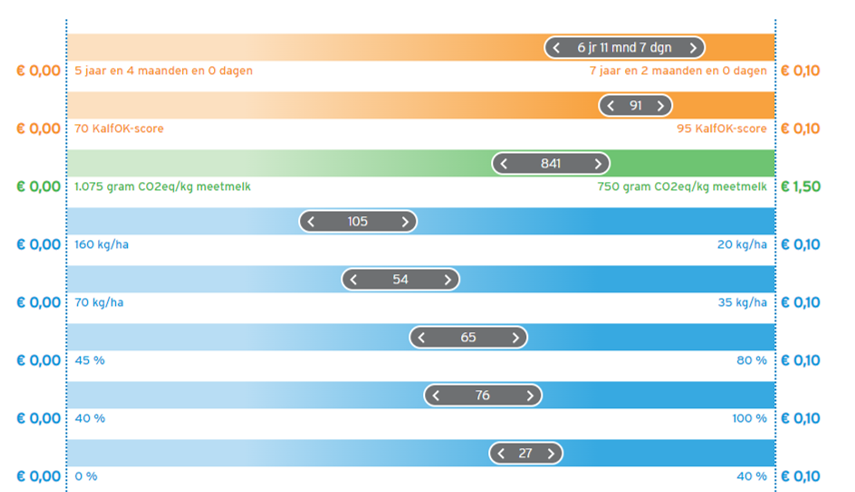 6 jr 11 mnd 7 dgn
€ 0,00 5 jaar en 4 maanden en 0 dagen 7 jaar en 2 maanden en 0 dagen € 0,10
91
€ 0,00 70 KalfOK-score 95 KalfOK-score € 0,10
841
€ 0,00 1.075 gram CO2eq/kg meetmelk 750 gram CO2eq/kg meetmelk € 1,50
105
€ 0,00 160 kg/ha 20 kg/ha € 0,10
54
€ 0,00 70 kg/ha 35 kg/ha € 0,10
65
€ 0,00 45 % 80 % € 0,10
76
€ 0,00 40 % 100 % € 0,10
27
€ 0,00 0 % 40 % € 0,10